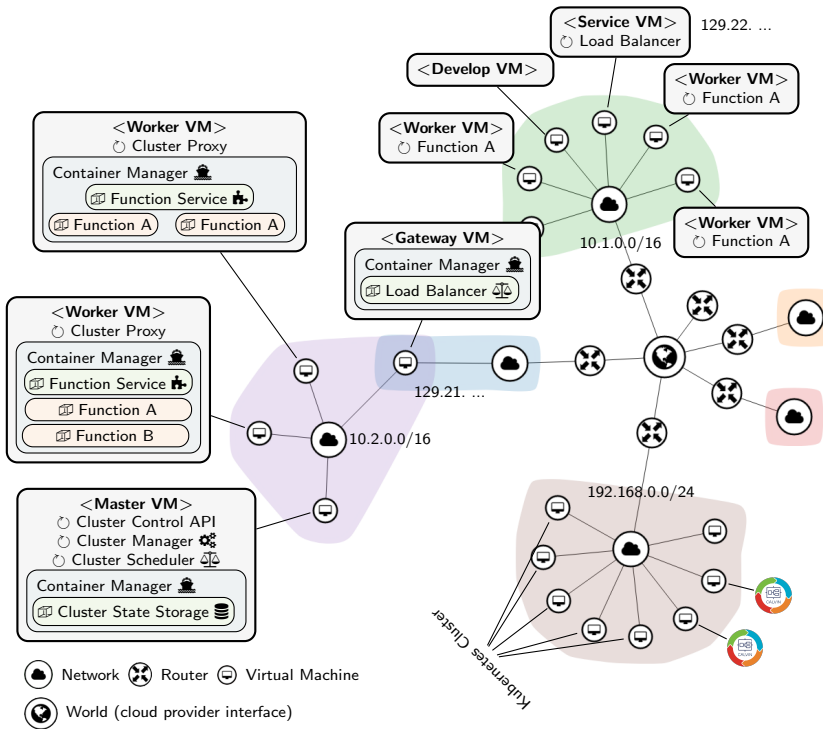 <Service VM>
Load Balancer
129.22. ...
<Develop VM>
<Worker VM>
Function A
<Worker VM>
Function A
<Worker VM>
Function A
10.1.0.0/16
<Worker VM>
Cluster Proxy
Container Manager
Function Service
Function A
Function A
<Gateway VM>
Container Manager
Load Balancer
<Worker VM>
Cluster Proxy
Container Manager
Function Service
Function A
Function B
129.21. ...
10.2.0.0/16
<Master VM>
Cluster Control API
Cluster Manager
Cluster Scheduler
Container Manager
Cluster State Storage
192.168.0.0/24
Kubernetes Cluster
CALVIN
CALVIN
Network
Router
Virtual Machine
World (cloud provider interface)